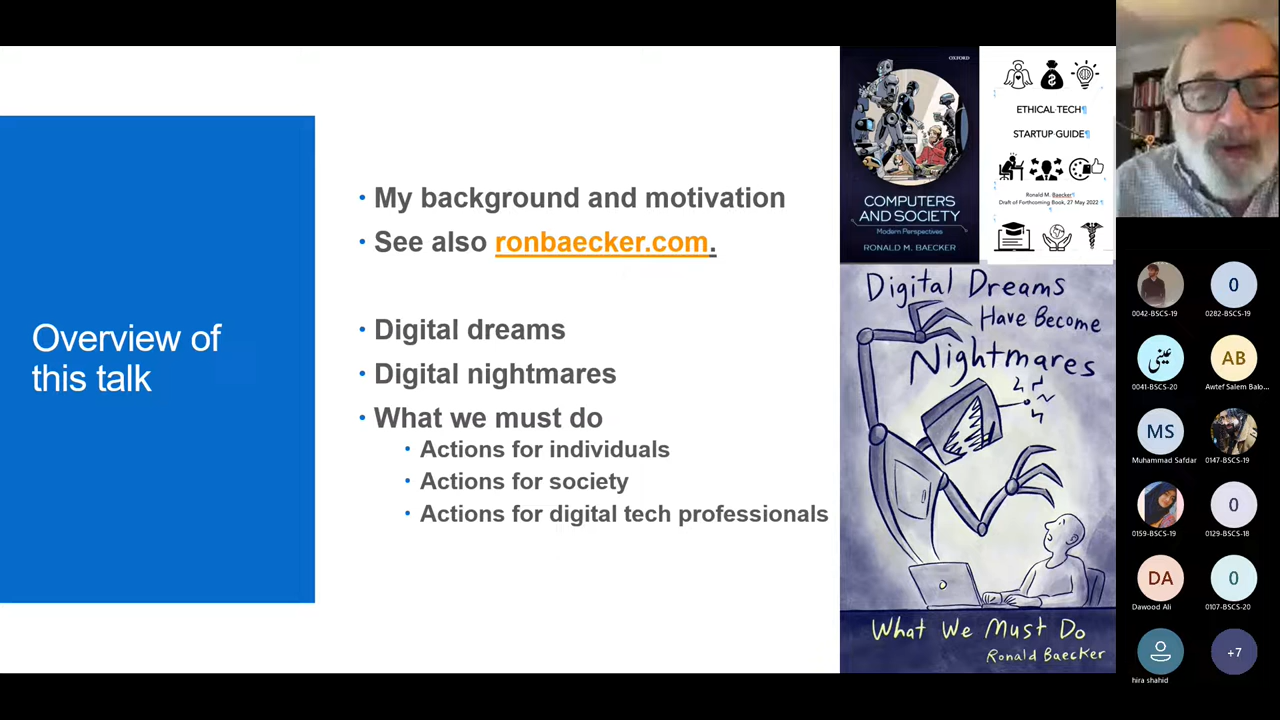 Overview of
this talk
My background and motivation
See also ronbaecker.com.
Digital dreams
Digital nightmares
What we must do
Actions for individuals
Actions for society
Actions for digital tech professionals
OXFORD
COMPUTERS
AND SOCIETY
Modern Perspectives
RONALD M. BAECKER
ETHICAL TECH¶
STARTUP GUIDE¶
Ronald M. Baecker¶
Draft of Forthcoming Book, 27 May 2022¶
Digital Dreams
Have Become
Nightmares
What We Must Do
Ronald Baecker
0042-BSCS-19
0
0282-BSCS-19
عینی
0041-BSCS-20
AB
Awtef Salem Balo...
MS
Muhammad Safdar
0147-BSCS-19
0159-BSCS-19
0
0129-BSCS-18
DA
Dawood Ali
0
0107-BSCS-20
hira shahid
+7